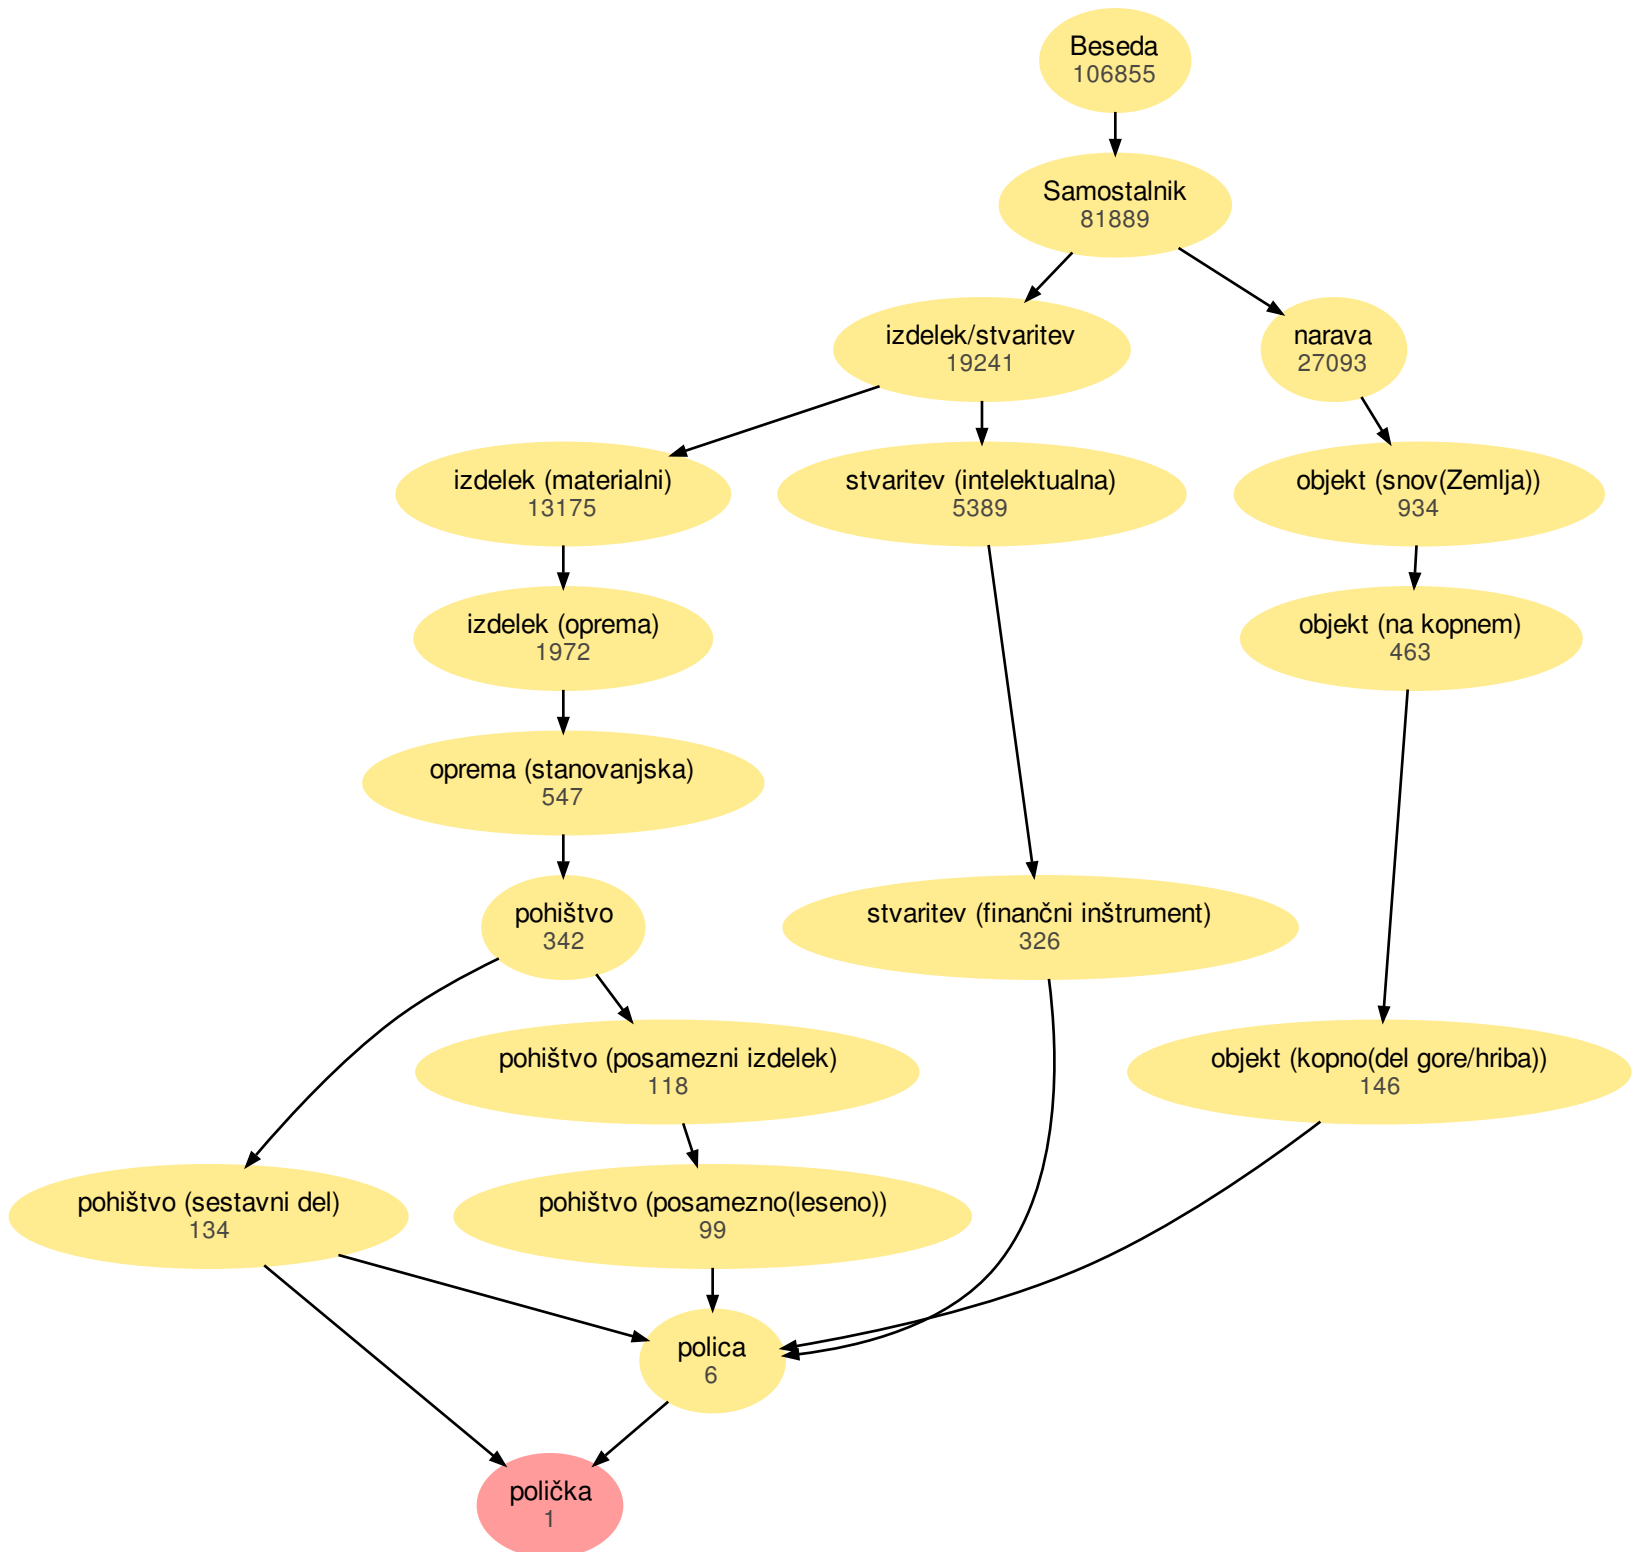 Beseda
106855
Samostalnik
81889
izdelek/stvaritev
19241
narava
27093
izdelek (materialni)
13175
stvaritev (intelektualna)
5389
objekt (snov(Zemlja))
934
izdelek (oprema)
1972
objekt (na kopnem)
463
oprema (stanovanjska)
547
pohištvo
342
stvaritev (finančni inštrument)
326
pohištvo (posamezni izdelek)
118
objekt (kopno(del gore/hriba))
146
pohištvo (sestavni del)
134
pohištvo (posamezno(leseno))
99
polica
6
polička
1